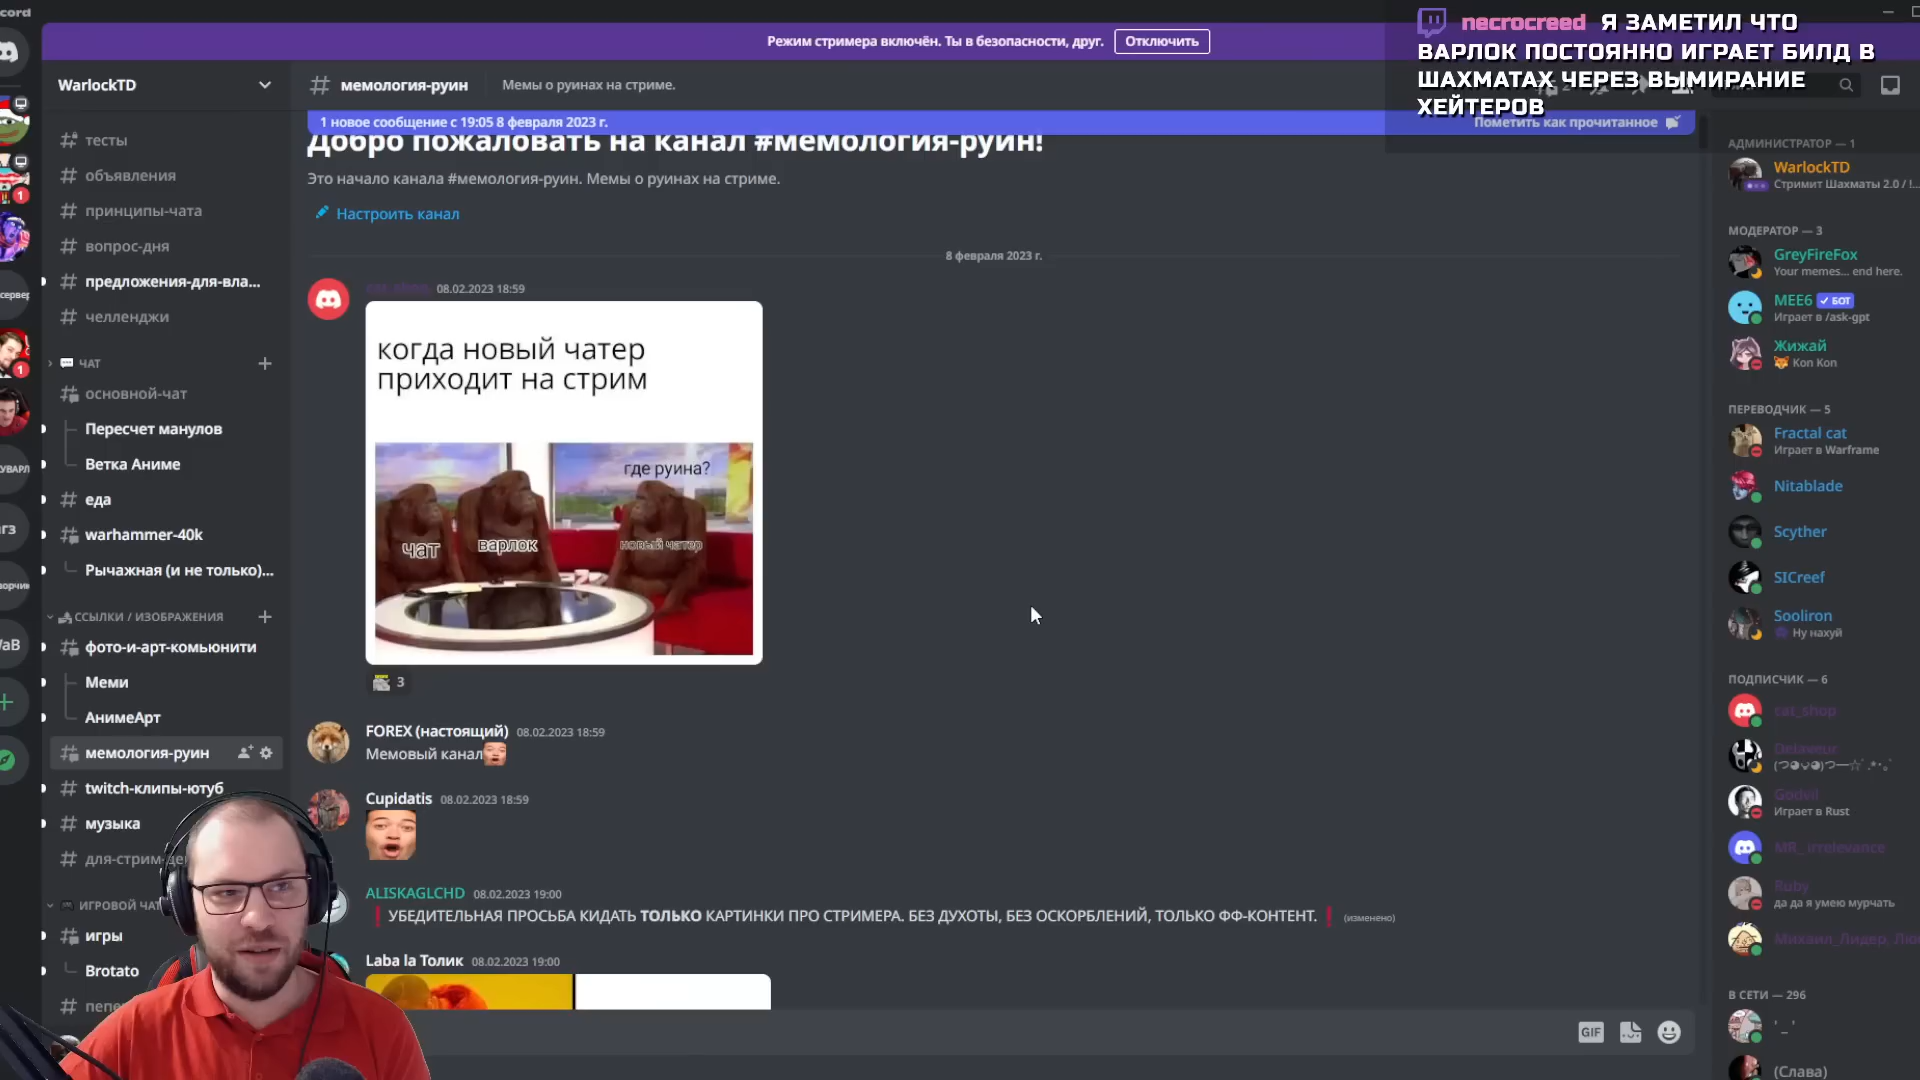 cord
Режим стримера включён. Ты в безопасности, друг.
Отключить
necrocreed Я ЗАМЕТИЛ ЧТО
ВАРЛОК ПОСТОЯННО ИГРАЕТ БИЛД В
ШАХМАТАХ ЧЕРЕЗ ВЫМИРАНИЕ
ХЕЙТЕРОВ
WarlockTD
мемология-руин
Мемы о руинах на стриме.
1 новое сообщение с 19:05 8 февраля 2023 г.
Пометить как прочитанное
тесты
объявления
принципы-чата
вопрос-дня
предложения-для-вла...
челленджи
ЧАТ
основной-чат
Пересчет манулов
Ветка Аниме
еда
warhammer-40k
Рычажная (и не только)...
ССЫЛКИ / ИЗОБРАЖЕНИЯ
фото-и-арт-комьюнити
Меми
АнимеАрт
мемология-руин
twitch-клипы-ютуб
музыка
для-стрим-
ИГРОВОЙ ЧАТ
игры
Brotato
Добро пожаловать на канал #мемология-руин!
Это начало канала #мемология-руин. Мемы о руинах на стриме.
Настроить канал
8 февраля 2023 г.
08.02.2023 18:59
когда новый чатер
приходит на стрим
где руина?
чат
варлок
новый чатер
3
FOREX (настоящий) 08.02.2023 18:59
Мемовый канал
Cupidatis 08.02.2023 18:59
ALISKAGLCHD 08.02.2023 19:00
УБЕДИТЕЛЬНАЯ ПРОСЬБА КИДАТЬ ТОЛЬКО КАРТИНКИ ПРО СТРИМЕРА. БЕЗ ДУХОТЫ, БЕЗ ОСКОРБЛЕНИЙ, ТОЛЬКО ФФ-КОНТЕНТ. (изменено)
Laba la Толик 08.02.2023 19:00
GIF
АДМИНИСТРАТОР — 1
WarlockTD
Стримит Шахматы 2.0 / !...
МОДЕРАТОР — 3
GreyFireFox
Your memes... end here.
MEE6 ✓ БОТ
Играет в /ask-gpt
Жижай
Kon Kon
ПЕРЕВОДЧИК — 5
Fractal cat
Играет в Warframe
Nitablade
Scyther
SICreef
Sooliron
Ну нахуй
ПОДПИСЧИК — 6
cat_shop
Delaveur
Godsil
Играет в Rust
MR_irrelevance
Ruby
да да я умею мурчать
Михаил_Лидер_Лю
В СЕТИ — 296
' _ '
(Слава)